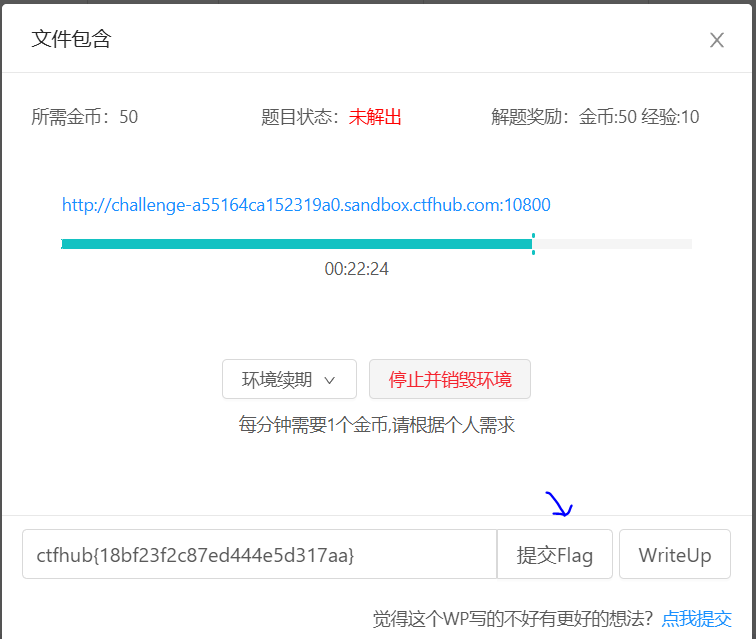 文件包含
所需金币：50 题目状态：未解出 解题奖励：金币:50 经验:10
http://challenge-a55164ca152319a0.sandbox.ctfhub.com:10800
00:22:24
环境续期 停止并销毁环境
每分钟需要1个金币,请根据个人需求
ctfhub{18bf23f2c87ed444e5d317aa} 提交Flag WriteUp
觉得这个WP写的不好有更好的想法？点我提交